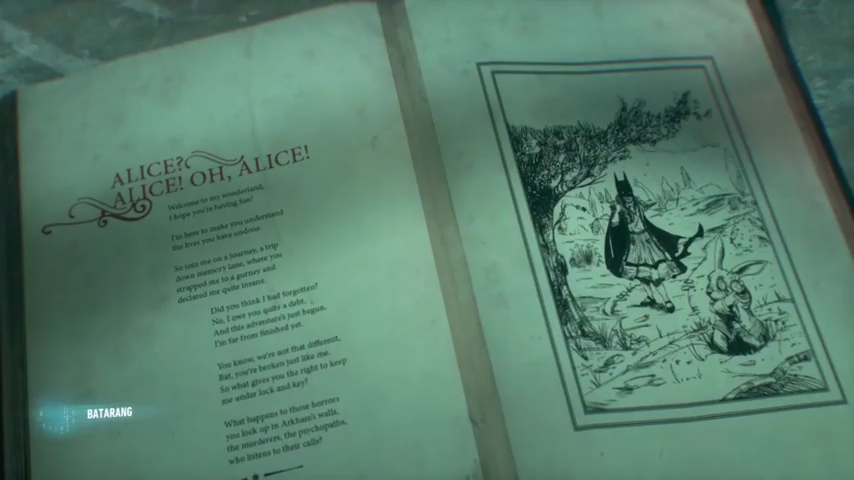 ALICE?
ALICE! OH, ALICE!
Welcome to my wonderland,
I hope you're having fun?
I'm here to make you understand
the lives you have undone.
So join me on a journey, a trip
down memory lane, where you
strapped me to a gurney and
declared me quite insane.
Did you think I had forgotten?
No, I owe you quite a debt,
And this adventure's just begun,
I'm far from finished yet.
You know, we're not that different,
Bat, you're broken just like me.
So what gives you the right to keep
me under lock and key?
What happens to those horrors
you lock up in Arkham's walls,
the murderers, the psychopaths,
who listens to their calls?
BATARANG